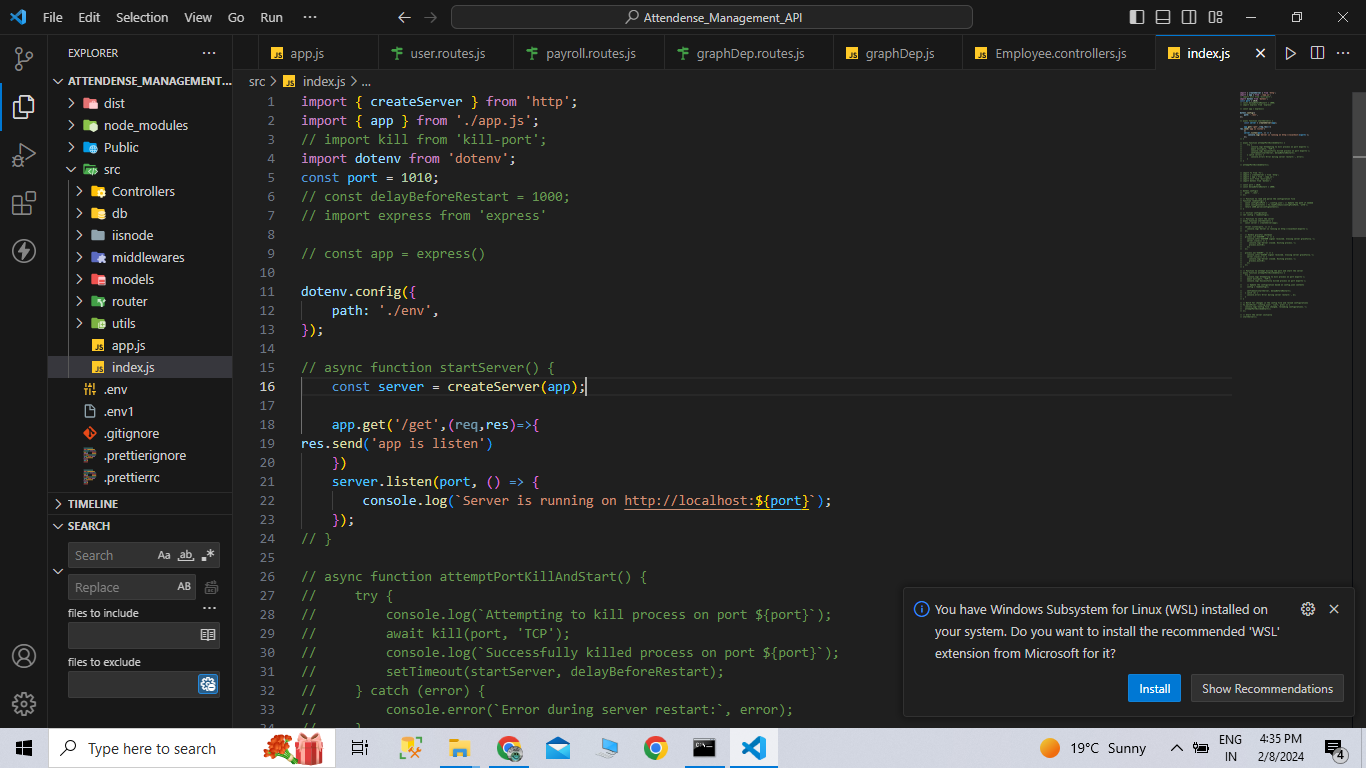 File Edit Selection View Go Run ···
Attendense_Management_API
EXPLORER ···
ATTENDENSE_MANAGEMENT...
dist
node_modules
Public
src
Controllers
db
iisnode
middlewares
models
router
utils
app.js
index.js
.env
.env1
.gitignore
.prettierignore
.prettierrc
TIMELINE
SEARCH
Search Aa ab .*
Replace AB
files to include ···
files to exclude
JS app.js user.routes.js payroll.routes.js graphDep.routes.js JS graphDep.js JS Employee.controllers.js JS index.js
src > JS index.js > ...
1 import { createServer } from 'http';
2 import { app } from './app.js';
3 // import kill from 'kill-port';
4 import dotenv from 'dotenv';
5 const port = 1010;
6 // const delayBeforeRestart = 1000;
7 // import express from 'express'
8
9 // const app = express()
10
11 dotenv.config({
12 path: './env',
13 });
14
15 // async function startServer() {
16 const server = createServer(app);
17
18 app.get('/get',(req,res)=>{
19 res.send('app is listen')
20 })
21 server.listen(port, () => {
22 console.log(`Server is running on http://localhost:${port}`);
23 });
24 // }
25
26 // async function attemptPortKillAndStart() {
27 // try {
28 // console.log(`Attempting to kill process on port ${port}`);
29 // await kill(port, 'TCP');
30 // console.log(`Successfully killed process on port ${port}`);
31 // setTimeout(startServer, delayBeforeRestart);
32 // } catch (error) {
33 // console.error(`Error during server restart:`, error);
34 // }
You have Windows Subsystem for Linux (WSL) installed on
your system. Do you want to install the recommended 'WSL'
extension from Microsoft for it?
Install Show Recommendations
Type here to search
19°C Sunny
ENG
IN
4:35 PM
2/8/2024
4